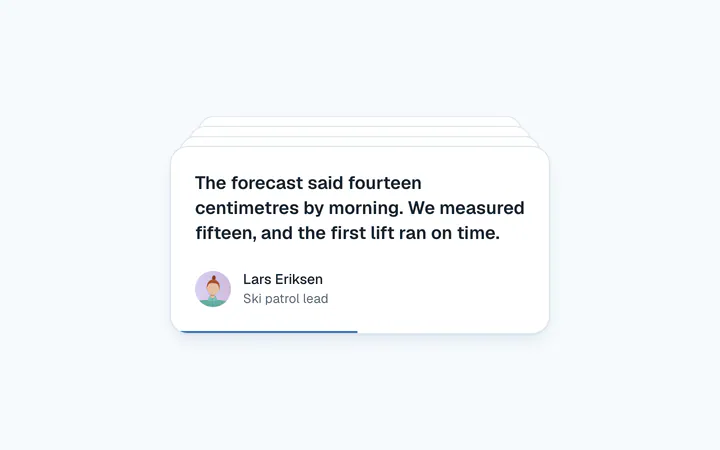 The forecast said fourteen
centimetres by morning. We measured
fifteen, and the first lift ran on time.
Lars Eriksen
Ski patrol lead